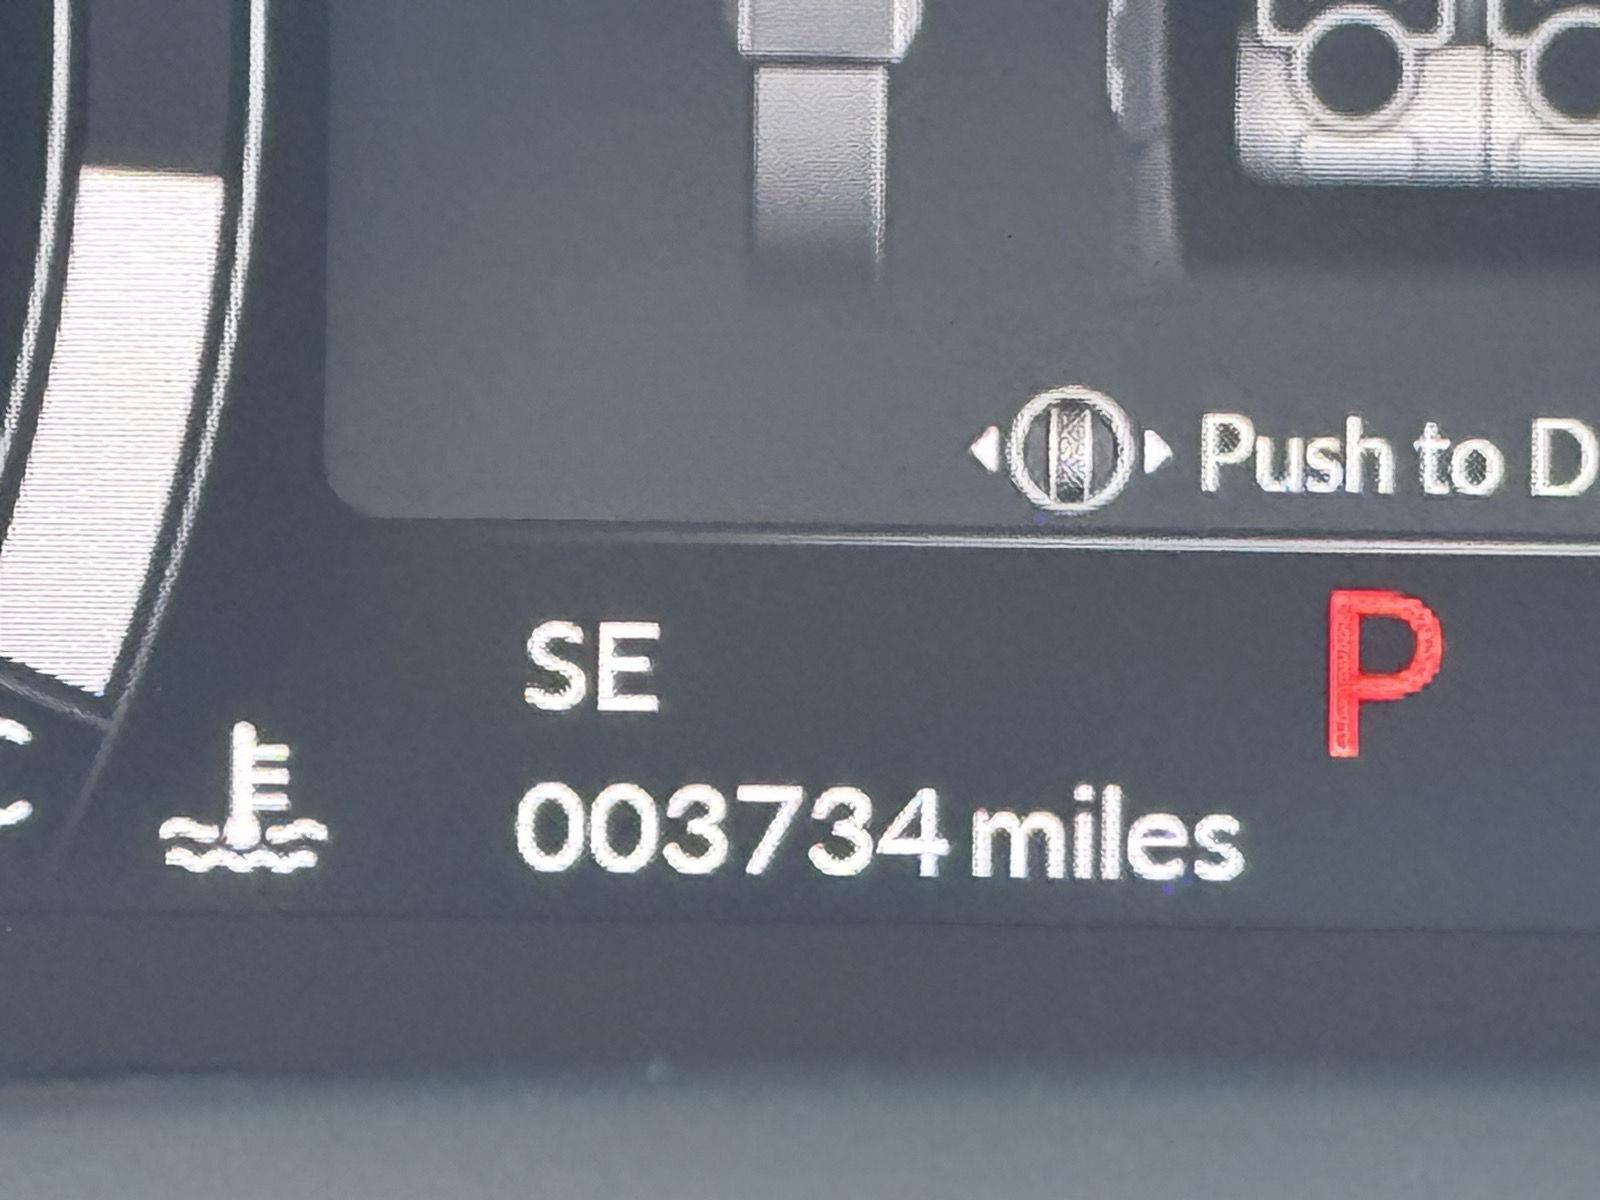 Push to D
SE
P
003734 miles
C